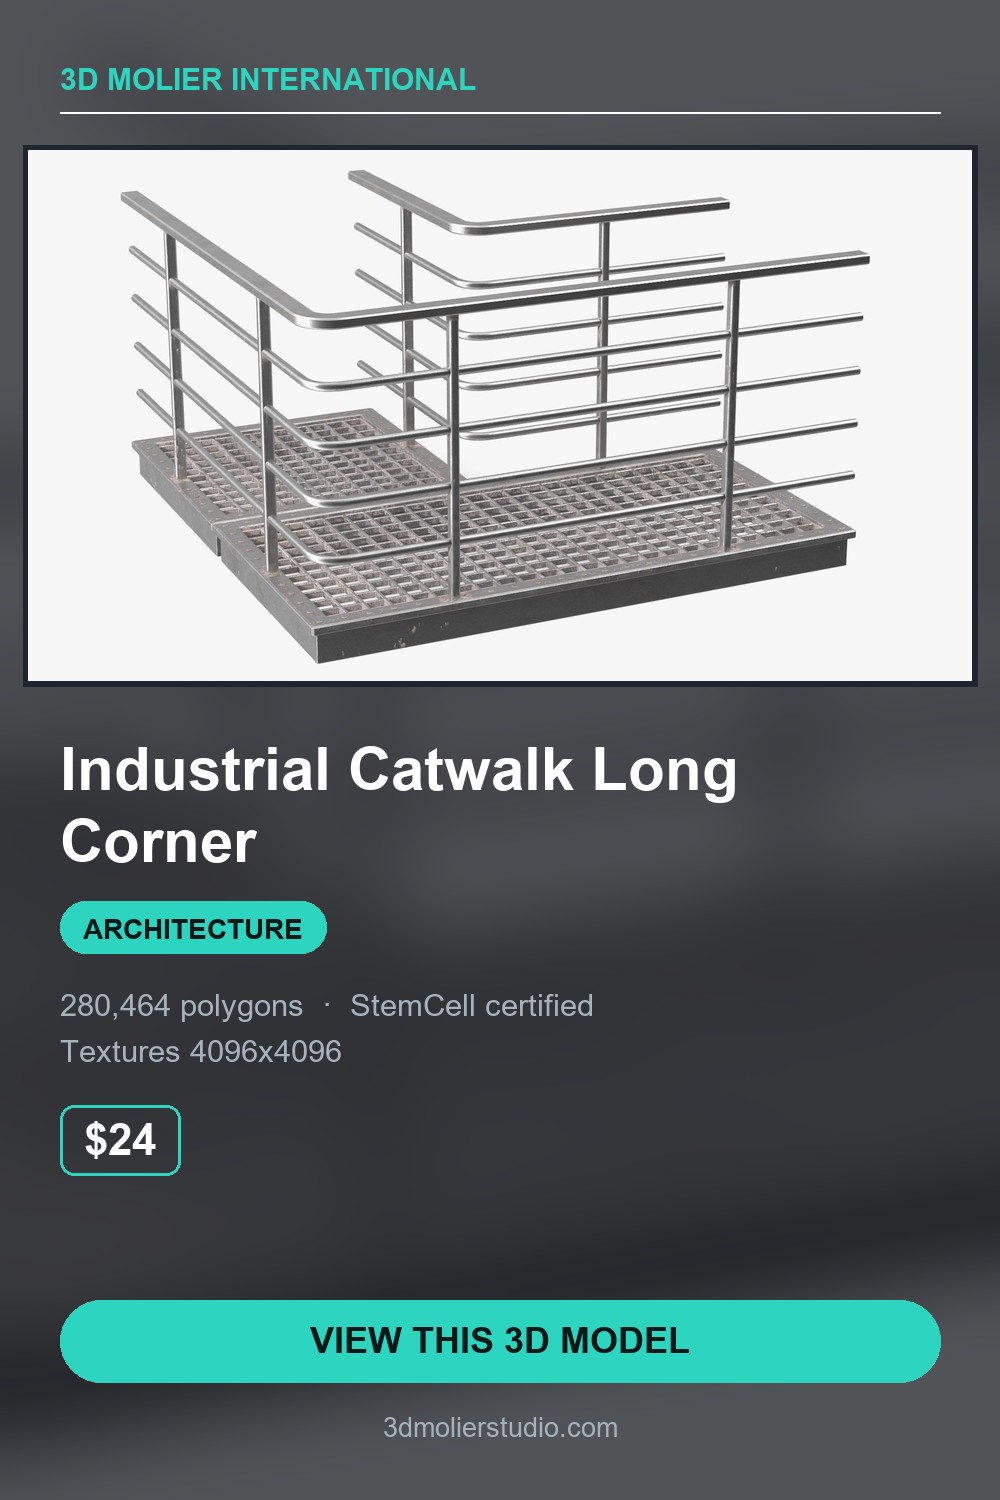 3D MOLIER INTERNATIONAL
Industrial Catwalk Long
Corner
ARCHITECTURE
280,464 polygons · StemCell certified
Textures 4096x4096
$24
VIEW THIS 3D MODEL
3dmolierstudio.com